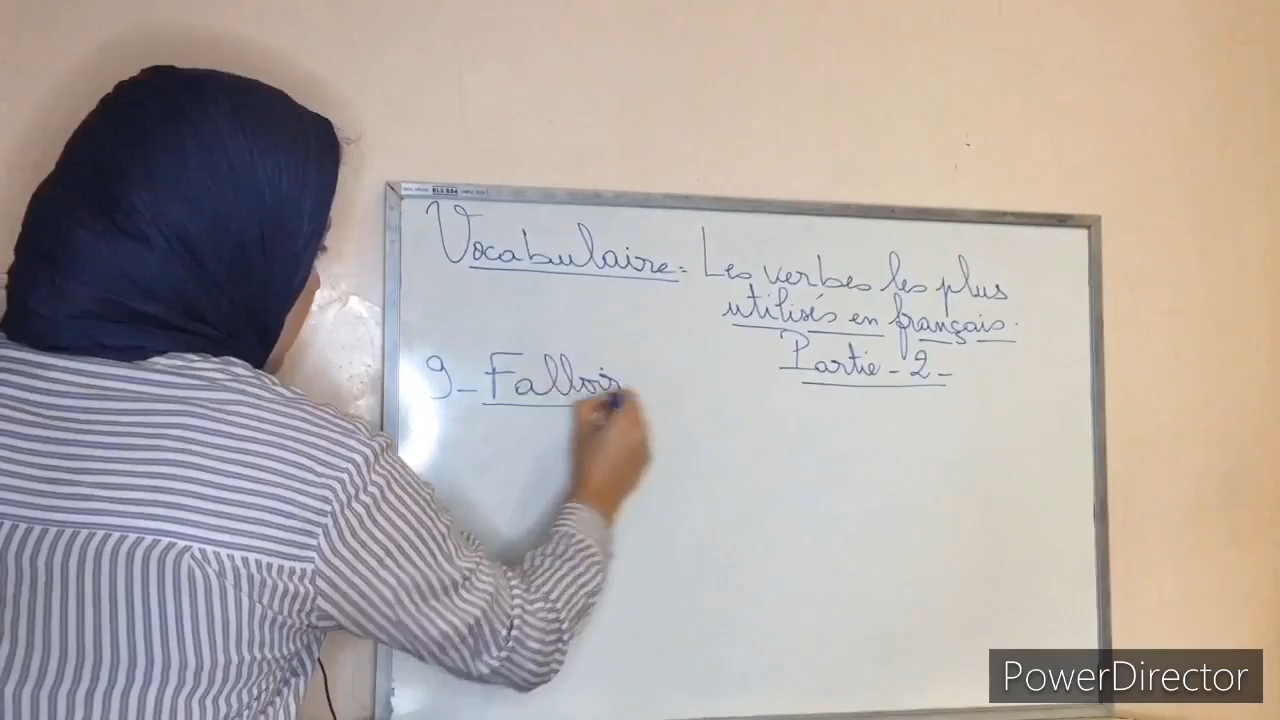 Vocabulaire: Les verbes les plus
utilisés en français.
Partie - 2 -
9 - Falloir
PowerDirector